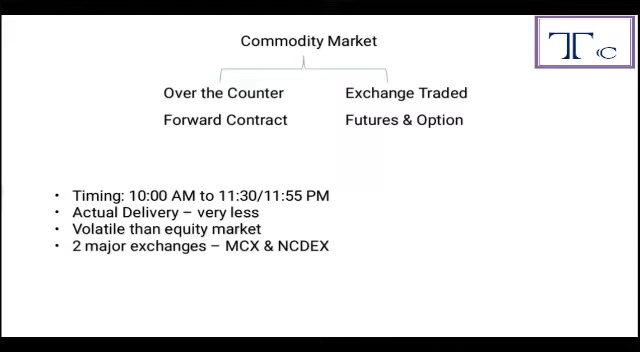 Commodity Market
TC
Over the Counter
Exchange Traded
Forward Contract
Futures & Option
• Timing: 10:00 AM to 11:30/11:55 PM
• Actual Delivery – very less
• Volatile than equity market
• 2 major exchanges – MCX & NCDEX